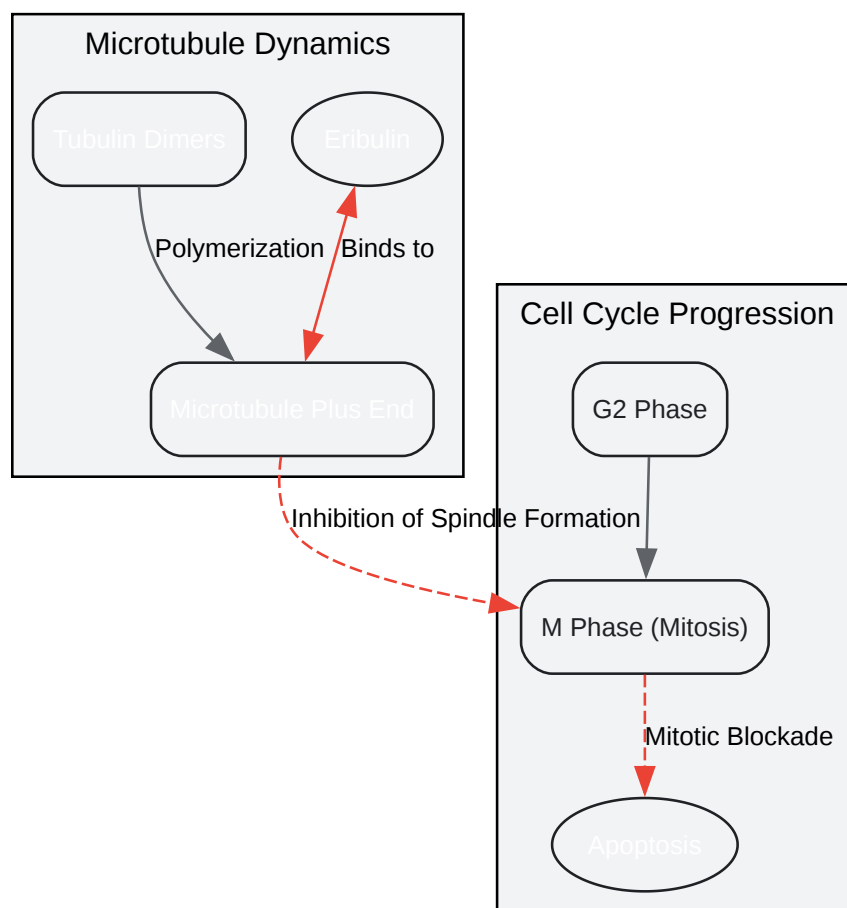 Microtubule Dynamics
Tubulin Dimers
Eribulin
Polymerization
Binds to
Microtubule Plus End
Cell Cycle Progression
G2 Phase
Inhibition of Spindle Formation
M Phase (Mitosis)
Mitotic Blockade
Apoptosis